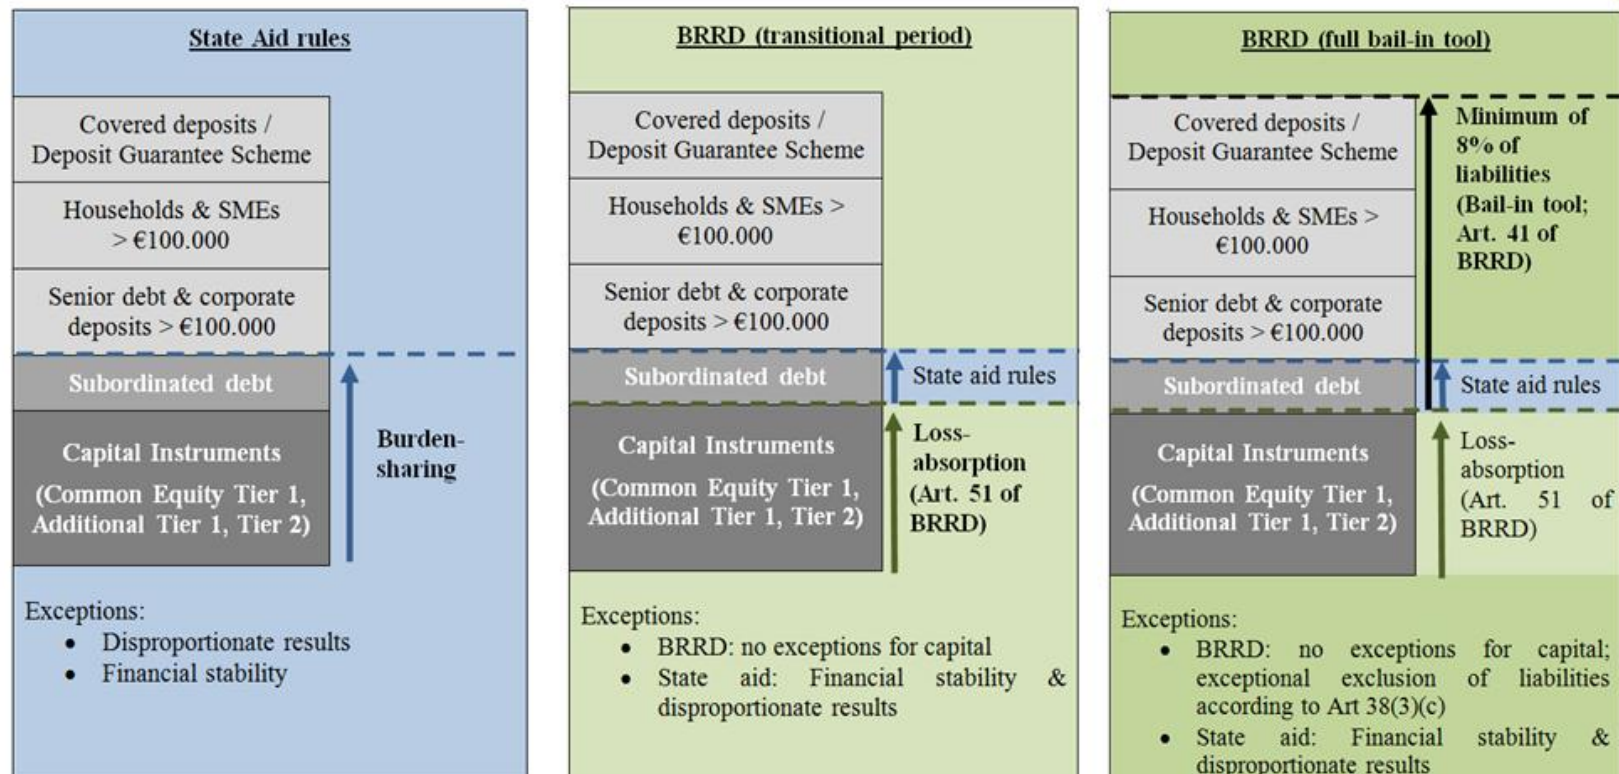 State Aid rules
Covered deposits /
Deposit Guarantee Scheme
Households & SMEs
> €100.000
Senior debt & corporate
deposits > €100.000
Subordinated debt
Capital Instruments
(Common Equity Tier 1,
Additional Tier 1, Tier 2)
Burden-
sharing
Exceptions:
• Disproportionate results
• Financial stability
BRRD (transitional period)
Covered deposits /
Deposit Guarantee Scheme
Households & SMEs >
€100.000
Senior debt & corporate
deposits > €100.000
Subordinated debt
State aid rules
Capital Instruments
(Common Equity Tier 1,
Additional Tier 1, Tier 2)
Loss-
absorption
(Art. 51 of
BRRD)
Exceptions:
• BRRD: no exceptions for capital
• State aid: Financial stability &
disproportionate results
BRRD (full bail-in tool)
Covered deposits /
Deposit Guarantee Scheme
Households & SMEs >
€100.000
Senior debt & corporate
deposits > €100.000
Minimum of
8% of
liabilities
(Bail-in tool;
Art. 41 of
BRRD)
Subordinated debt
State aid rules
Capital Instruments
(Common Equity Tier 1,
Additional Tier 1, Tier 2)
Loss-
absorption
(Art. 51 of
BRRD)
Exceptions:
• BRRD: no exceptions for capital;
exceptional exclusion of liabilities
according to Art 38(3)(c)
• State aid: Financial stability &
disproportionate results